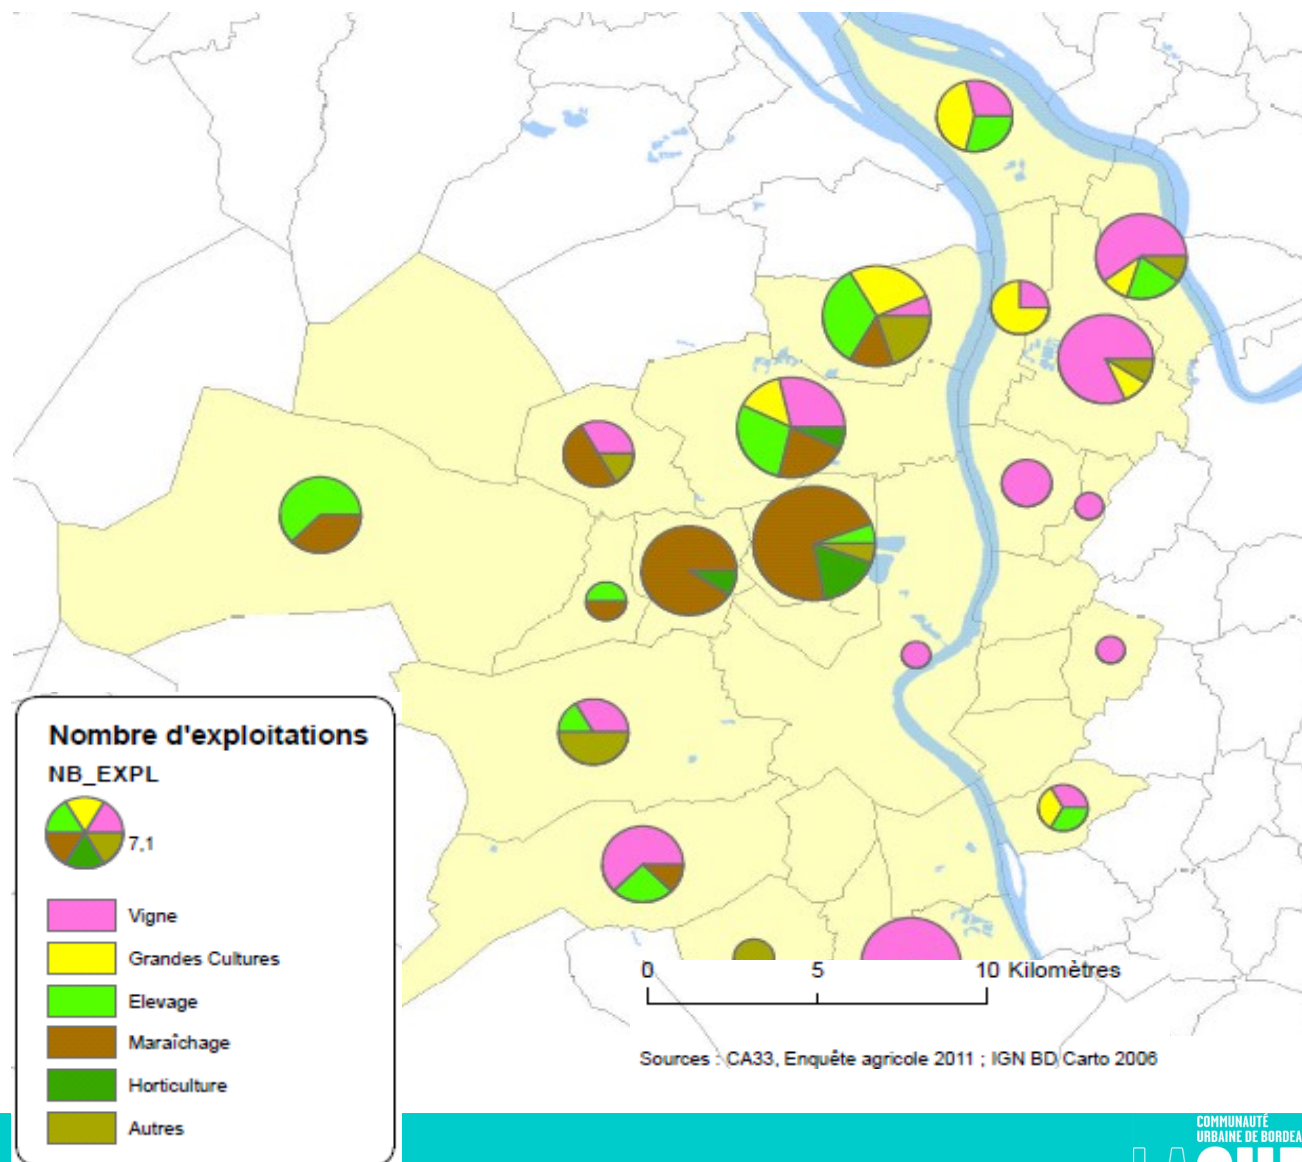 Nombre d'exploitations
NB_EXPL
7,1
Vigne
Grandes Cultures
Elevage
Maraîchage
Horticulture
Autres
0 5 10 Kilomètres
Sources : CA33, Enquête agricole 2011 ; IGN BD Carto 2006
COMMUNAUTÉ
URBAINE DE BORDEA